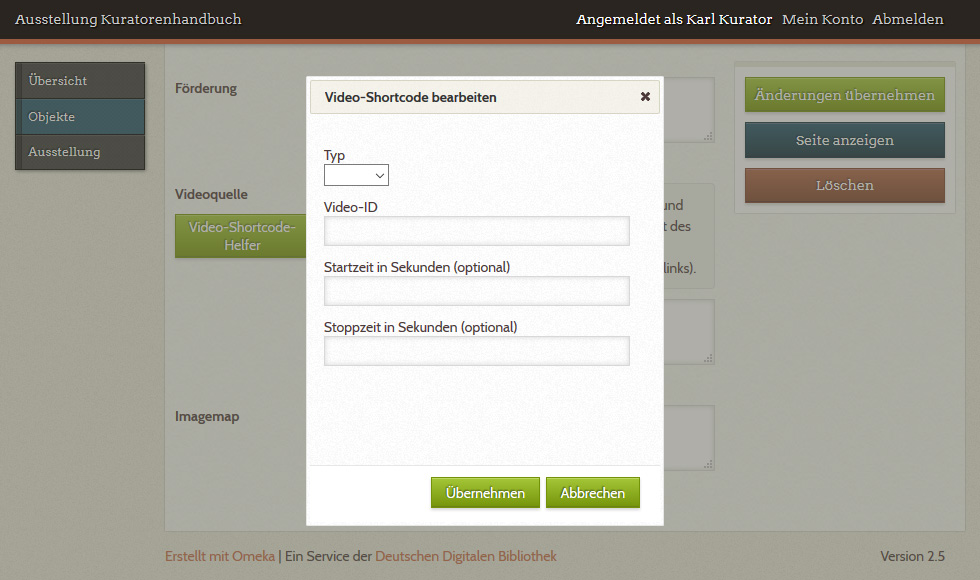 Ausstellung Kuratorenhandbuch
Angemeldet als Karl Kurator Mein Konto Abmelden
Übersicht
Objekte
Ausstellung
Förderung
Videoquelle
Video-Shortcode-
Helfer
Imagemap
Video-Shortcode bearbeiten ✖
Typ
Video-ID
Startzeit in Sekunden (optional)
Stoppzeit in Sekunden (optional)
Übernehmen
Abbrechen
und
t des
links).
Änderungen übernehmen
Seite anzeigen
Löschen
Erstellt mit Omeka | Ein Service der Deutschen Digitalen Bibliothek
Version 2.5